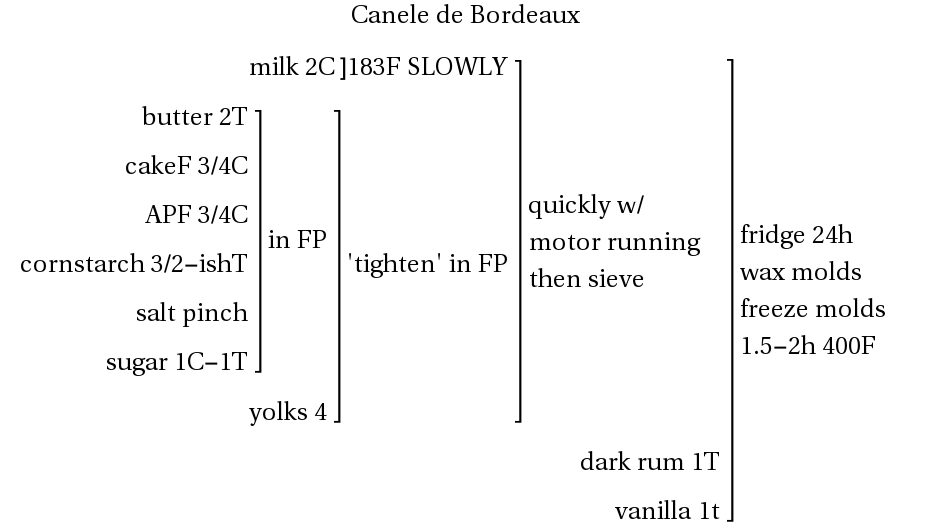 Canele de Bordeaux
milk 2C ]183F SLOWLY
butter 2T
cakeF 3/4C
APF 3/4C
cornstarch 3/2-ishT
salt pinch
sugar 1C-1T
in FP
yolks 4
'tighten' in FP
quickly w/
motor running
then sieve
dark rum 1T
vanilla 1t
fridge 24h
wax molds
freeze molds
1.5-2h 400F